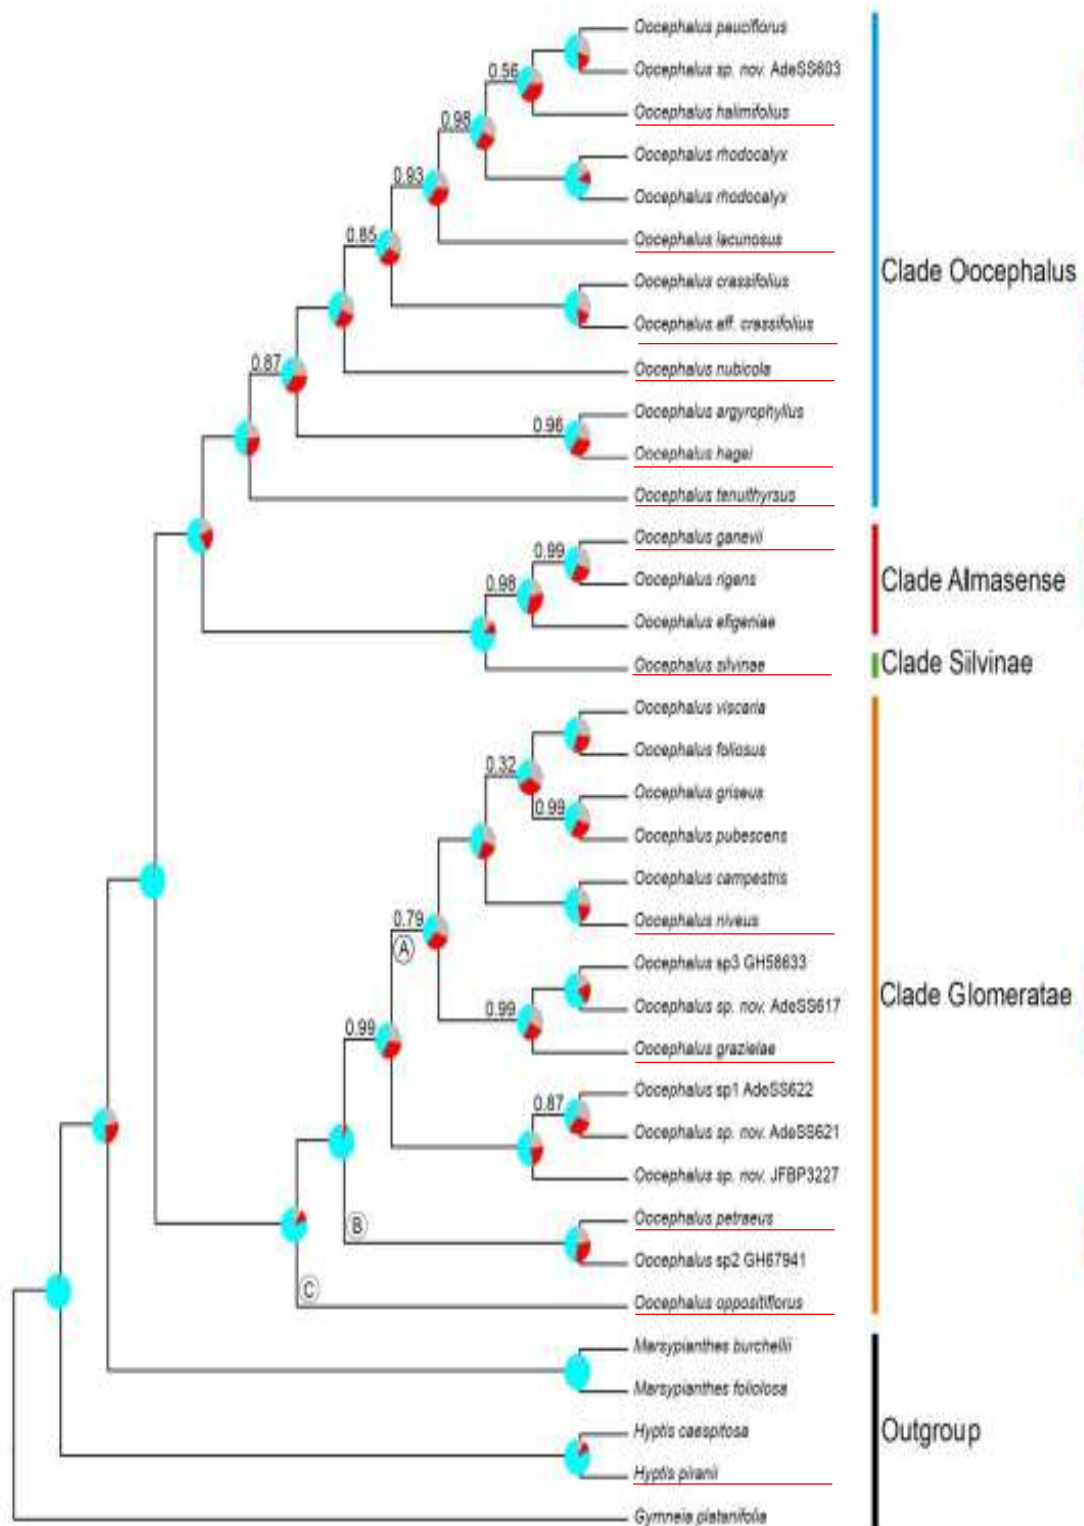 Oocephalus pauciflorus
Oocephalus sp. nov. AdeSS603
0.56
Oocephalus halimifolius
0.98
Oocephalus rhodocalyx
0.93
Oocephalus rhodocalyx
0.85
Oocephalus lacunosus
Clade Oocephalus
Oocephalus crassifolius
Oocephalus aff. crassifolius
0.87
Oocephalus nubicola
Oocephalus argyrophyllus
0.96
Oocephalus hagei
Oocephalus tenuithyrsus
Oocephalus ganevii
0.99
Oocephalus rigens
Clade Almasense
0.98
Oocephalus efigeniae
Oocephalus silvinae
Clade Silvinae
Oocephalus viscaria
Oocephalus foliosus
0.32
Oocephalus griseus
0.99
Oocephalus pubescens
Oocephalus campestris
0.79
Oocephalus niveus
A
Oocephalus sp3 GH58633
Clade Glomeratae
Oocephalus sp. nov. AdeSS617
0.99
0.99
Oocephalus grazielae
Oocephalus sp1 AdeSS622
0.87
Oocephalus sp. nov. AdeSS621
Oocephalus sp. nov. JFBP3227
Oocephalus petraeus
B
Oocephalus sp2 GH67941
C
Oocephalus oppositiflorus
Marsypianthes burchellii
Marsypianthes foliolosa
Hyptis caespitosa
Outgroup
Hyptis piranii
Gymneia platanifolia